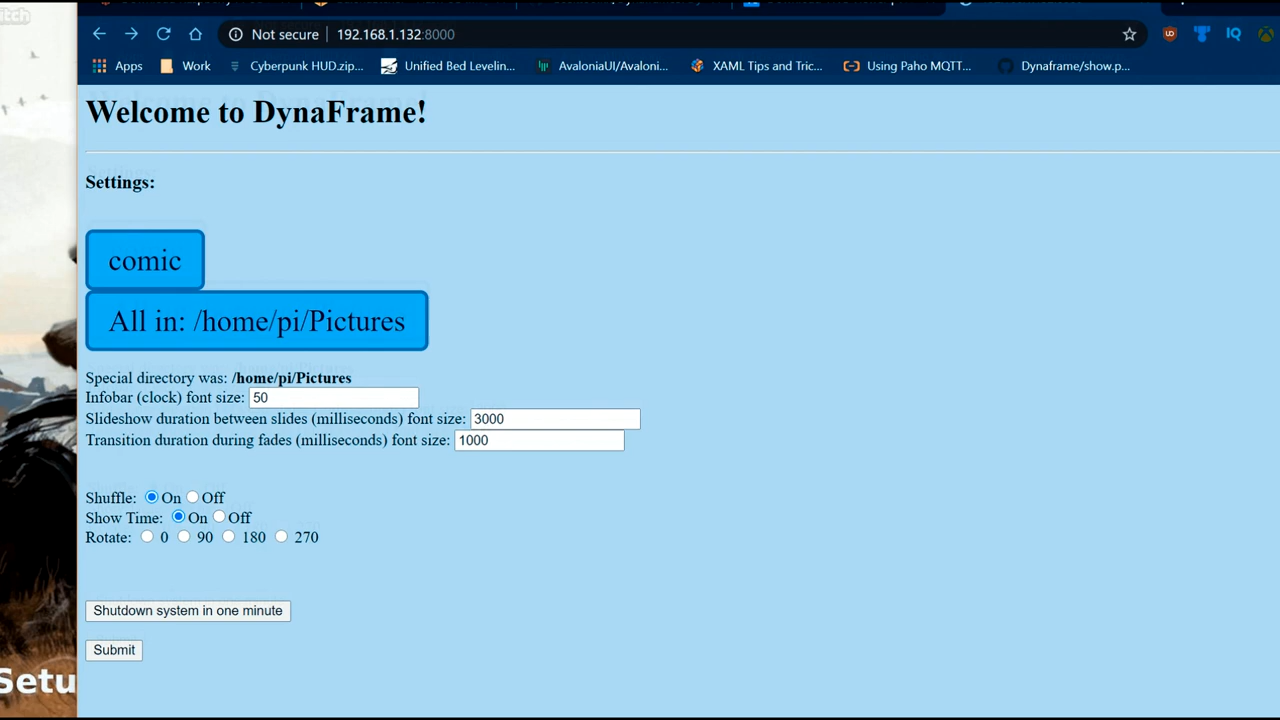 Not secure 192.168.1.132:8000
Apps Work Cyberpunk HUD.zip... Unified Bed Levelin... AvaloniaUI/Avaloni... XAML Tips and Tric... Using Paho MQTT... Dynaframe/show.p...
Welcome to DynaFrame!
Settings:
comic
All in: /home/pi/Pictures
Special directory was: /home/pi/Pictures
Infobar (clock) font size: 50
Slideshow duration between slides (milliseconds) font size: 3000
Transition duration during fades (milliseconds) font size: 1000
Shuffle: On Off
Show Time: On Off
Rotate: 0 90 180 270
Shutdown system in one minute
Submit
Setu